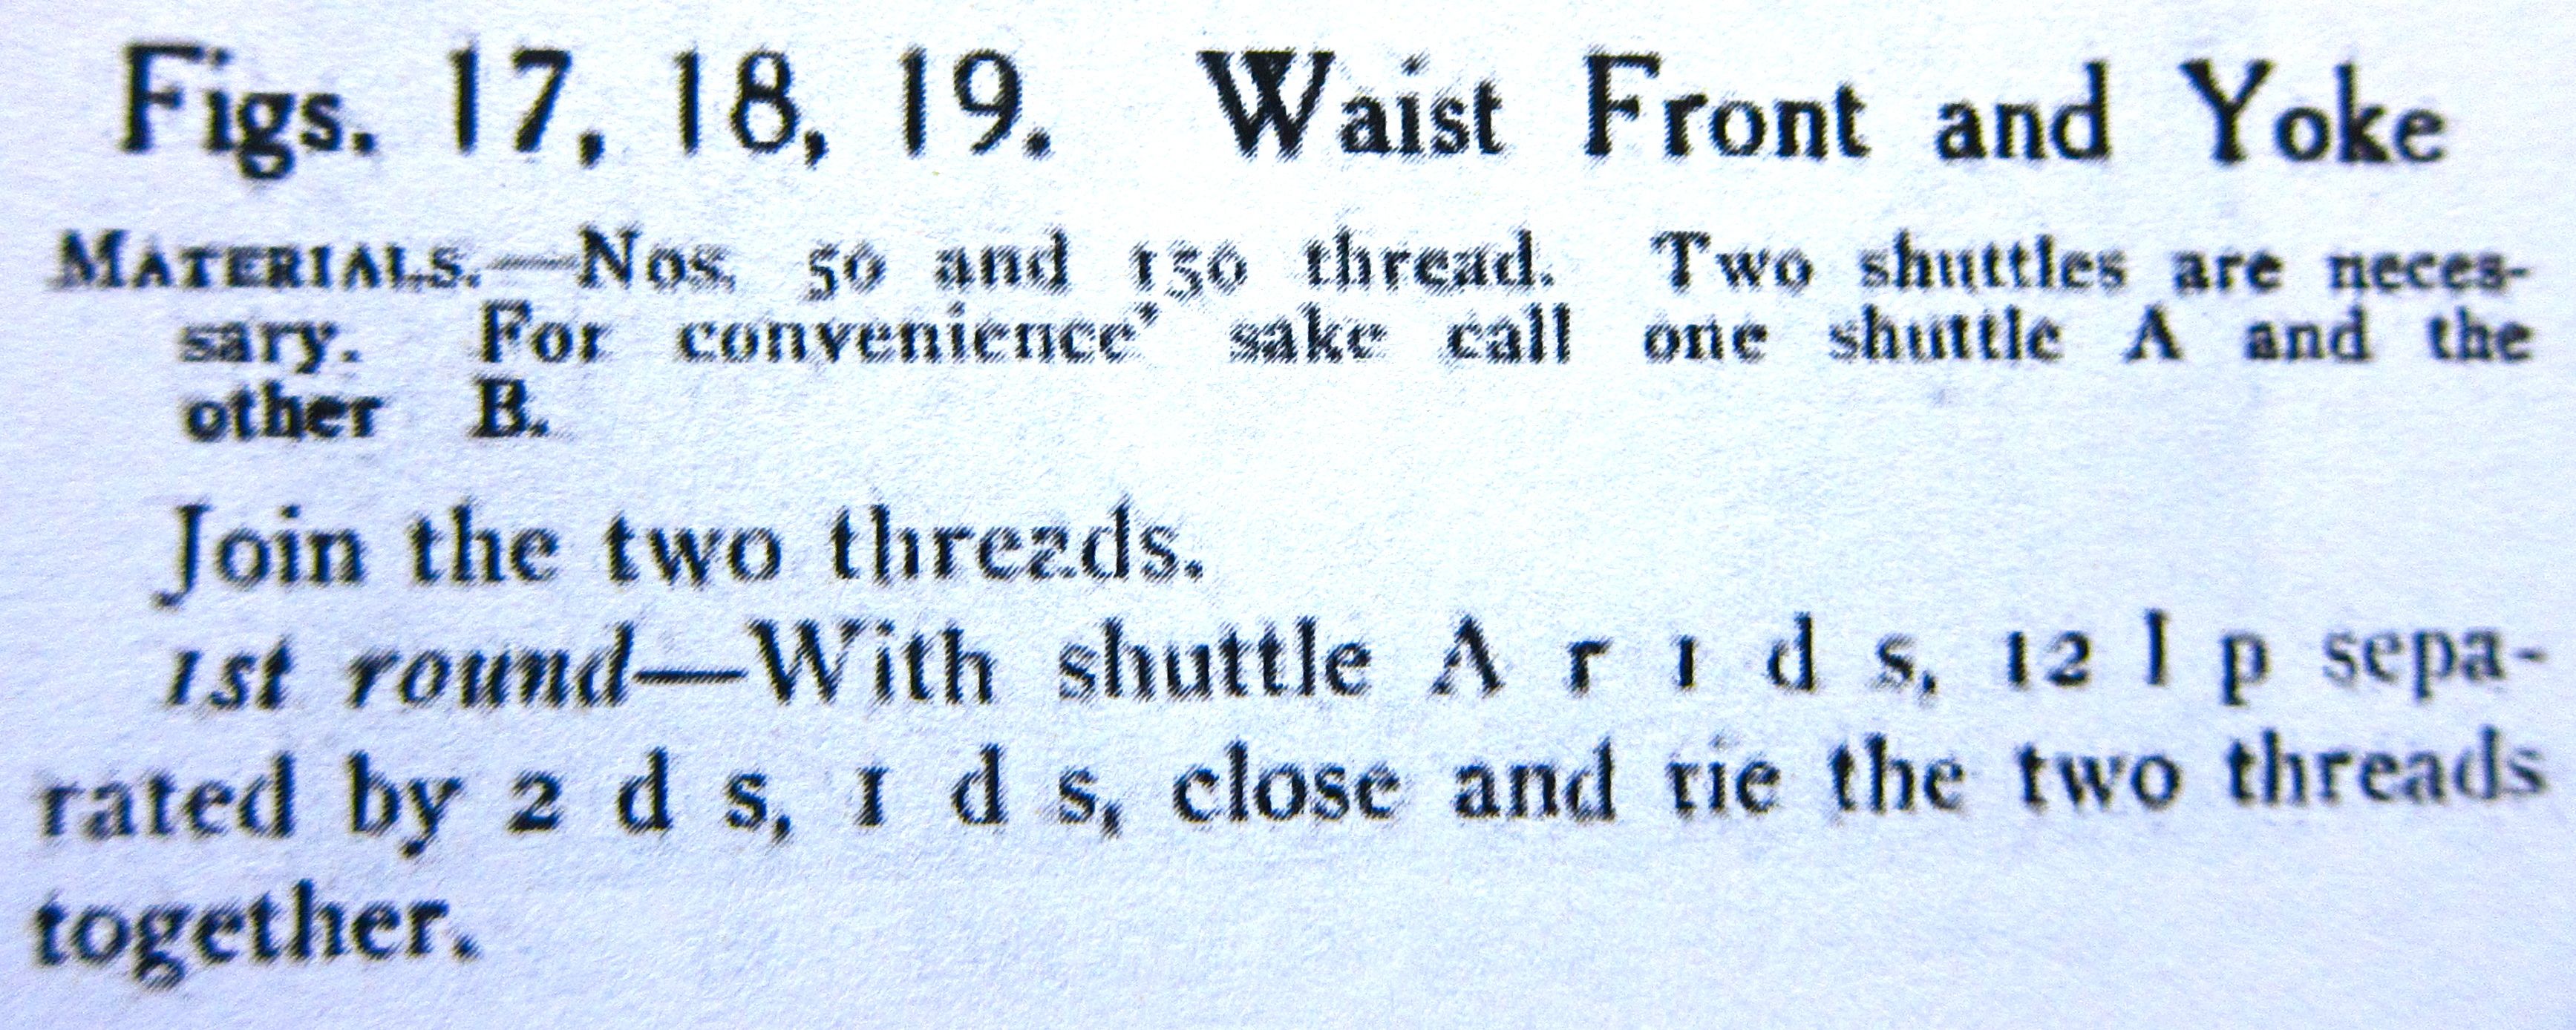 Figs. 17, 18, 19. Waist Front and Yoke
MATERIALS.—Nos. 50 and 150 thread. Two shuttles are neces-
sary. For convenience' sake call one shuttle A and the
other B.
Join the two threads.
1st round—With shuttle A r 1 d s, 12 l p sepa-
rated by 2 d s, 1 d s, close and tie the two threads
together.